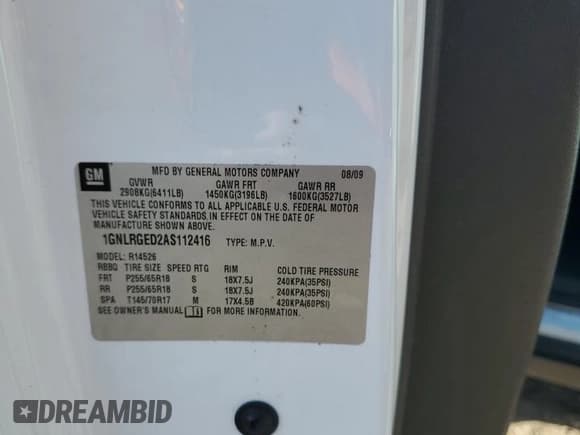 GM
MFD BY GENERAL MOTORS COMPANY 08/09
GVWR GAWR FRT GAWR RR
2908KG(6411LB) 1450KG(3196LB) 1600KG(3527LB)
THIS VEHICLE CONFORMS TO ALL APPLICABLE U.S. FEDERAL MOTOR
VEHICLE SAFETY STANDARDS IN EFFECT ON THE DATE OF
MANUFACTURE SHOWN ABOVE.
1GNLRGED2AS112416 TYPE: M.P.V.
MODEL: R14526
RBBQ TIRE SIZE SPEED RTG RIM COLD TIRE PRESSURE
FRT P255/65R18 S 18X7.5J 240KPA(35PSI)
RR P255/65R18 S 18X7.5J 240KPA(35PSI)
SPA T145/70R17 M 17X4.5B 420KPA(60PSI)
SEE OWNER'S MANUAL
DREAMBID